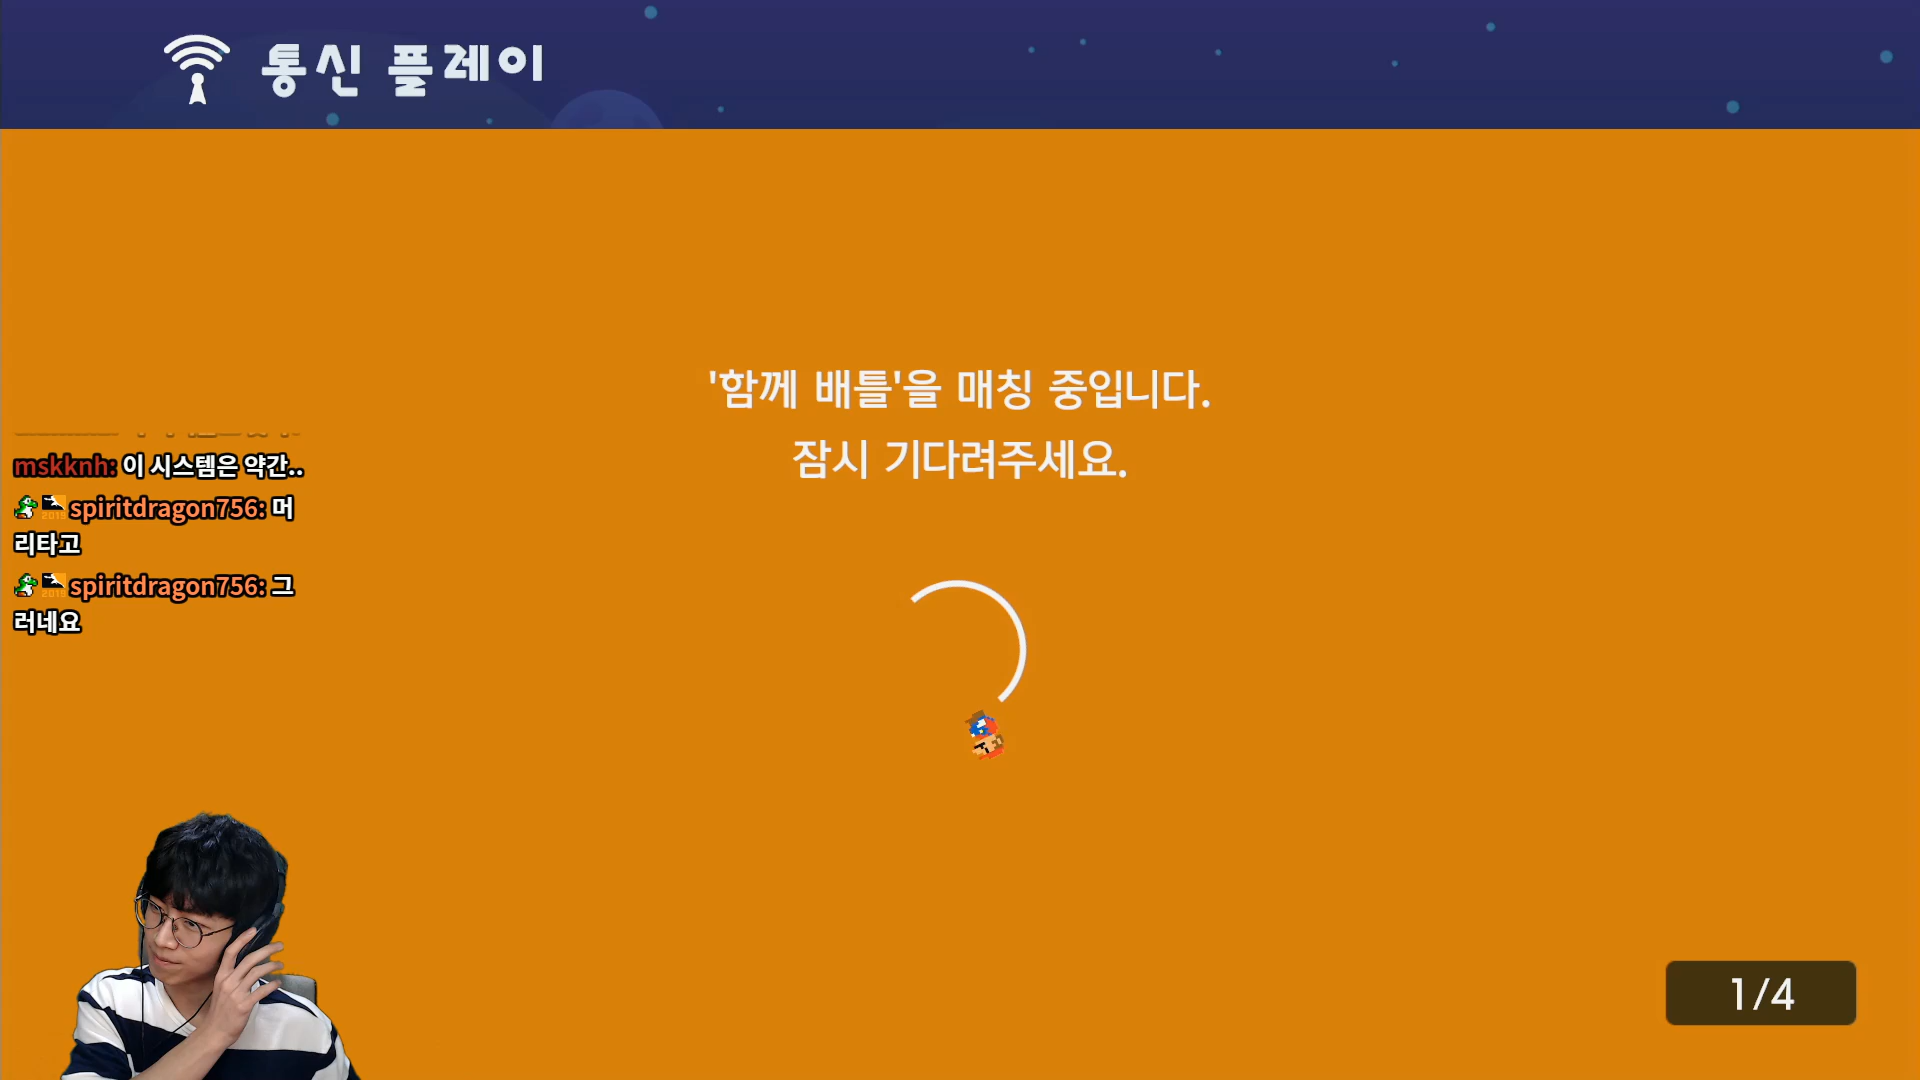 통신 플레이
'함께 배틀'을 매칭 중입니다.
잠시 기다려주세요.
mskknh: 이 시스템은 약간..
spiritdragon756: 머
리타고
spiritdragon756: 그
러네요
1/4